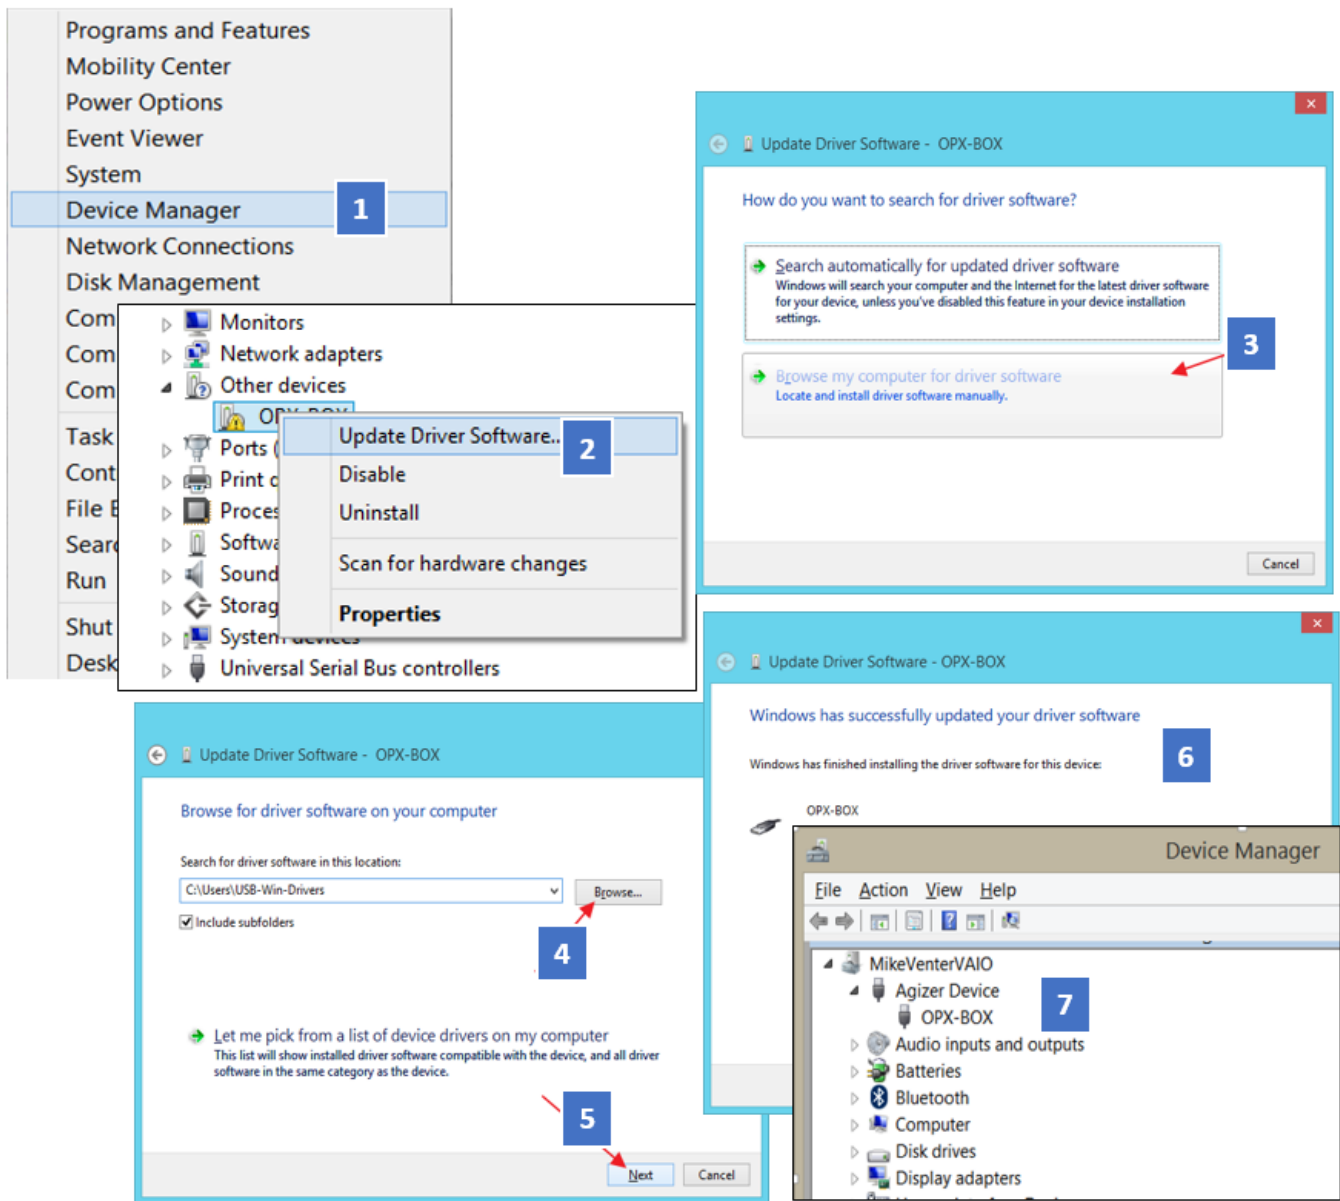 Programs and Features
Mobility Center
Power Options
Event Viewer
System
Device Manager
1
Network Connections
Disk Management
Com
Com
Com
Task
Cont
File E
Sear
Run
Shut
Desk
Monitors
Network adapters
Other devices
OPX-BOX
Ports (
Print
Proces
Softwa
Sound
Storag
System devices
Universal Serial Bus controllers
Update Driver Software..
2
Disable
Uninstall
Scan for hardware changes
Properties
Update Driver Software - OPX-BOX
How do you want to search for driver software?
Search automatically for updated driver software
Windows will search your computer and the Internet for the latest driver software
for your device, unless you've disabled this feature in your device installation
settings.
3
Browse my computer for driver software
Locate and install driver software manually.
Cancel
Update Driver Software - OPX-BOX
Browse for driver software on your computer
Search for driver software in this location:
C:\Users\USB-Win-Drivers
Browse...
Include subfolders
4
Let me pick from a list of device drivers on my computer
This list will show installed driver software compatible with the device, and all driver
software in the same category as the device.
5
Next
Cancel
Update Driver Software - OPX-BOX
Windows has successfully updated your driver software
6
Windows has finished installing the driver software for this device:
OPX-BOX
Device Manager
File Action View Help
MikeVenterVAIO
Agizer Device
7
OPX-BOX
Audio inputs and outputs
Batteries
Bluetooth
Computer
Disk drives
Display adapters